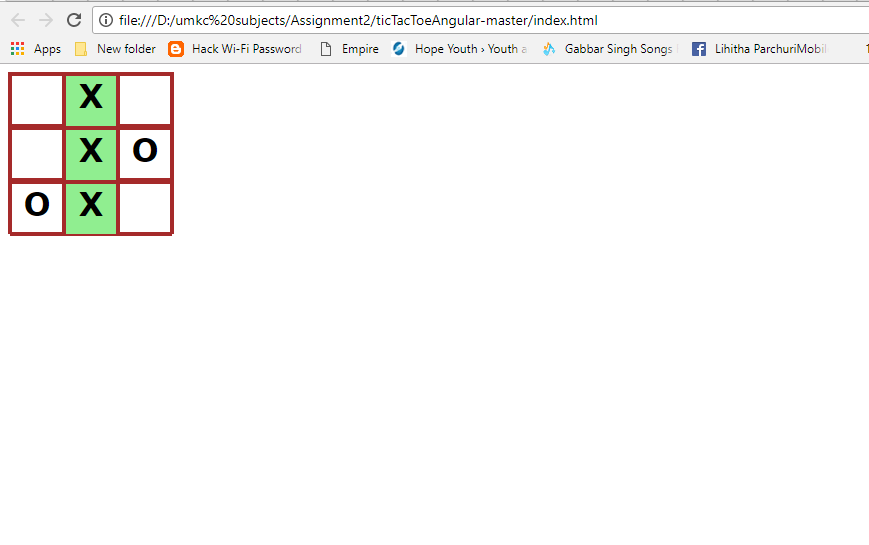 file:///D:/umkc%20subjects/Assignment2/ticTacToeAngular-master/index.html
Apps New folder Hack Wi-Fi Password Empire Hope Youth › Youth a Gabbar Singh Songs Lihitha ParchuriMobil 1
X
X O
O X